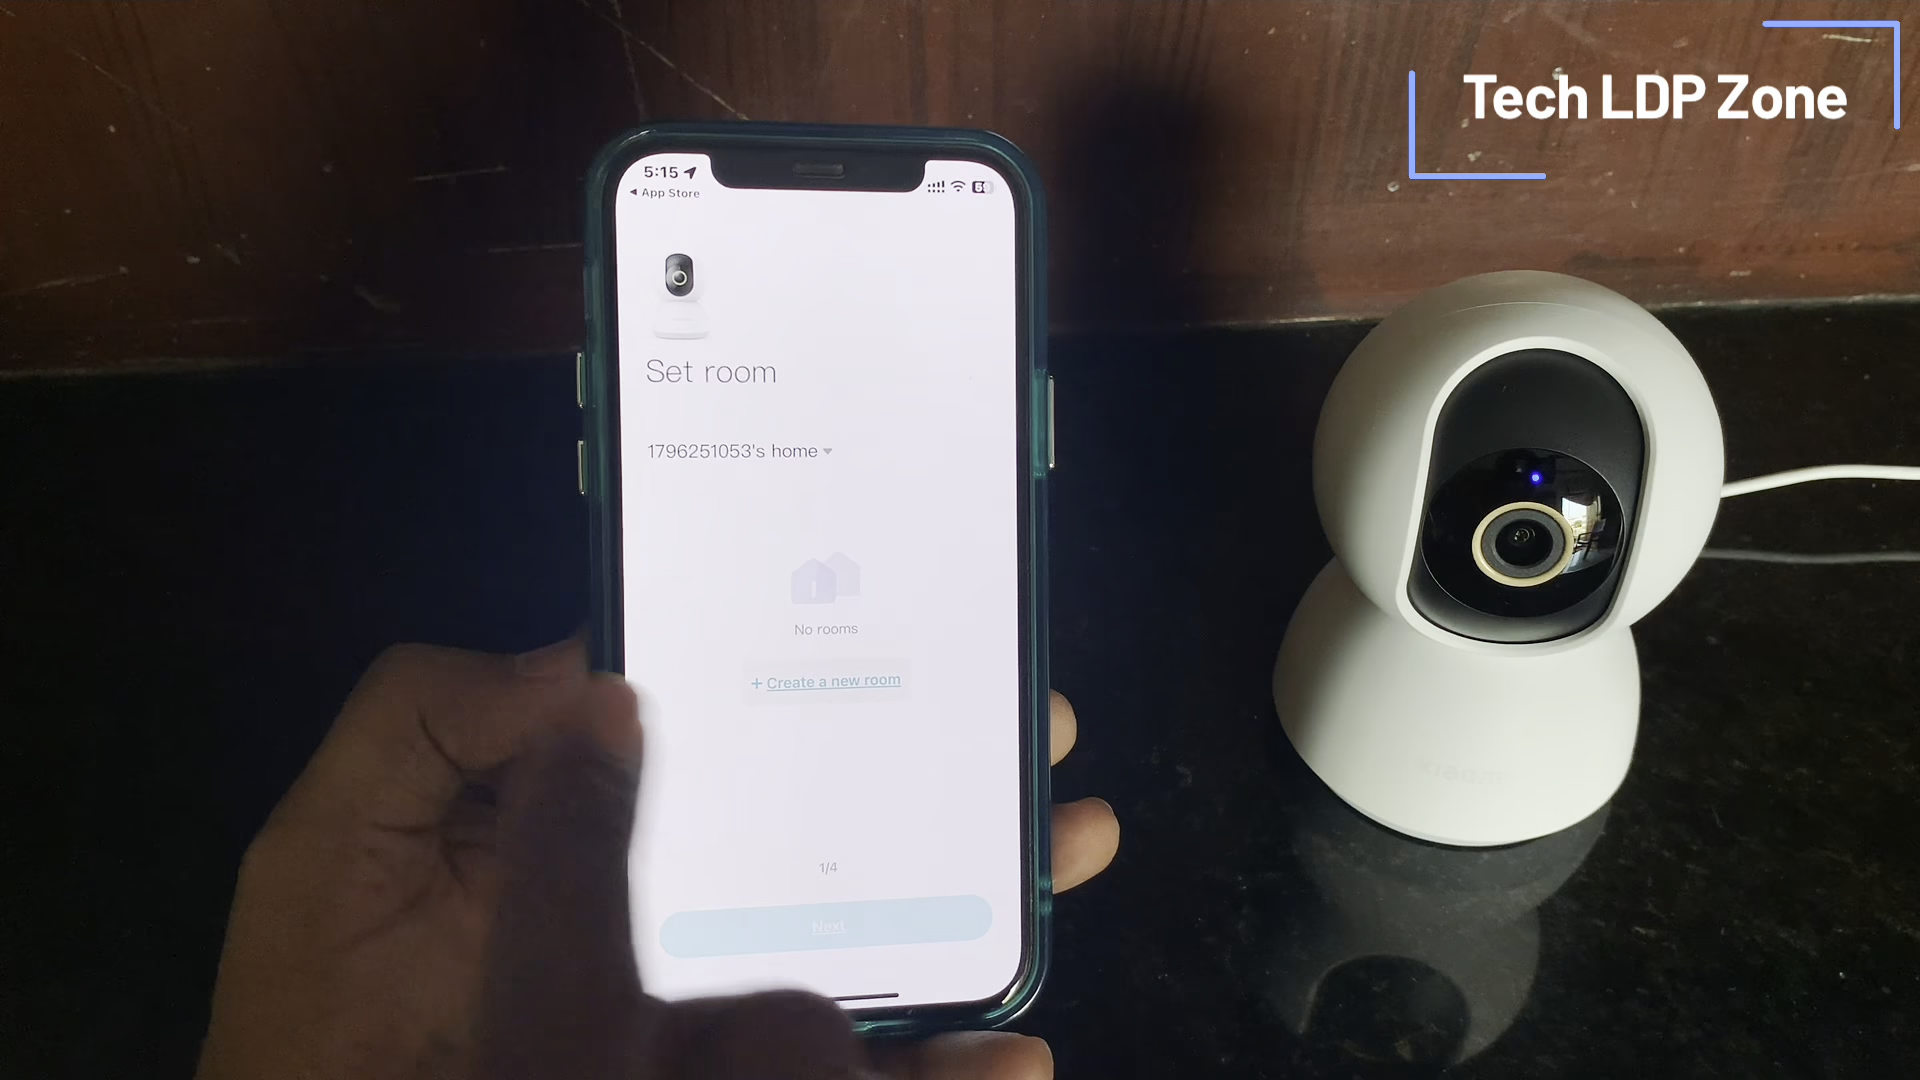 Tech LDP Zone
5:15
App Store
Set room
1796251053's home
No rooms
+ Create a new room
1/4
Next
xiaomi